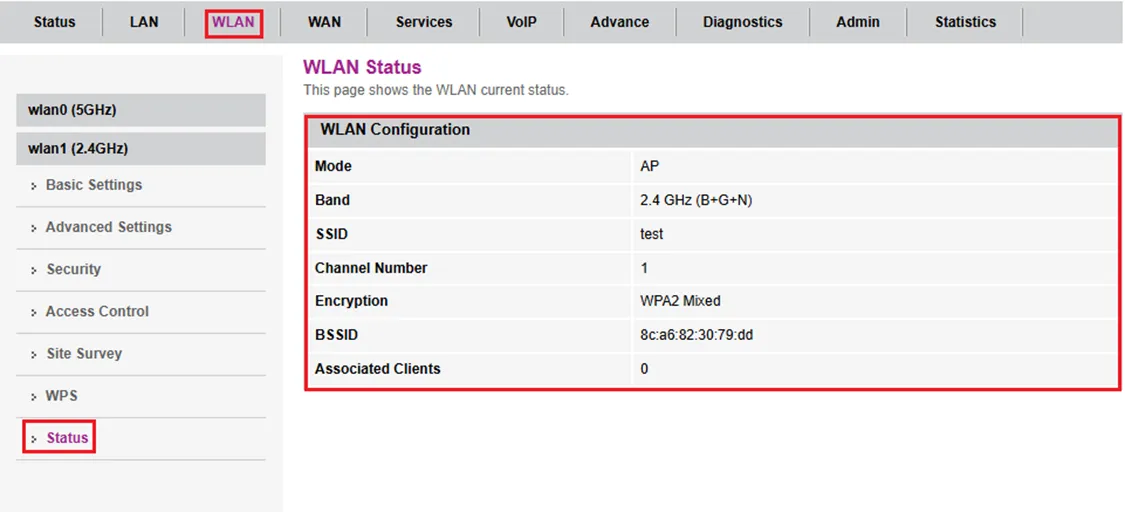 Status LAN WLAN WAN Services VoIP Advance Diagnostics Admin Statistics
wlan0 (5GHz)
wlan1 (2.4GHz)
Basic Settings
Advanced Settings
Security
Access Control
Site Survey
WPS
Status
WLAN Status
This page shows the WLAN current status.
WLAN Configuration
Mode AP
Band 2.4 GHz (B+G+N)
SSID test
Channel Number 1
Encryption WPA2 Mixed
BSSID 8c:a6:82:30:79:dd
Associated Clients 0